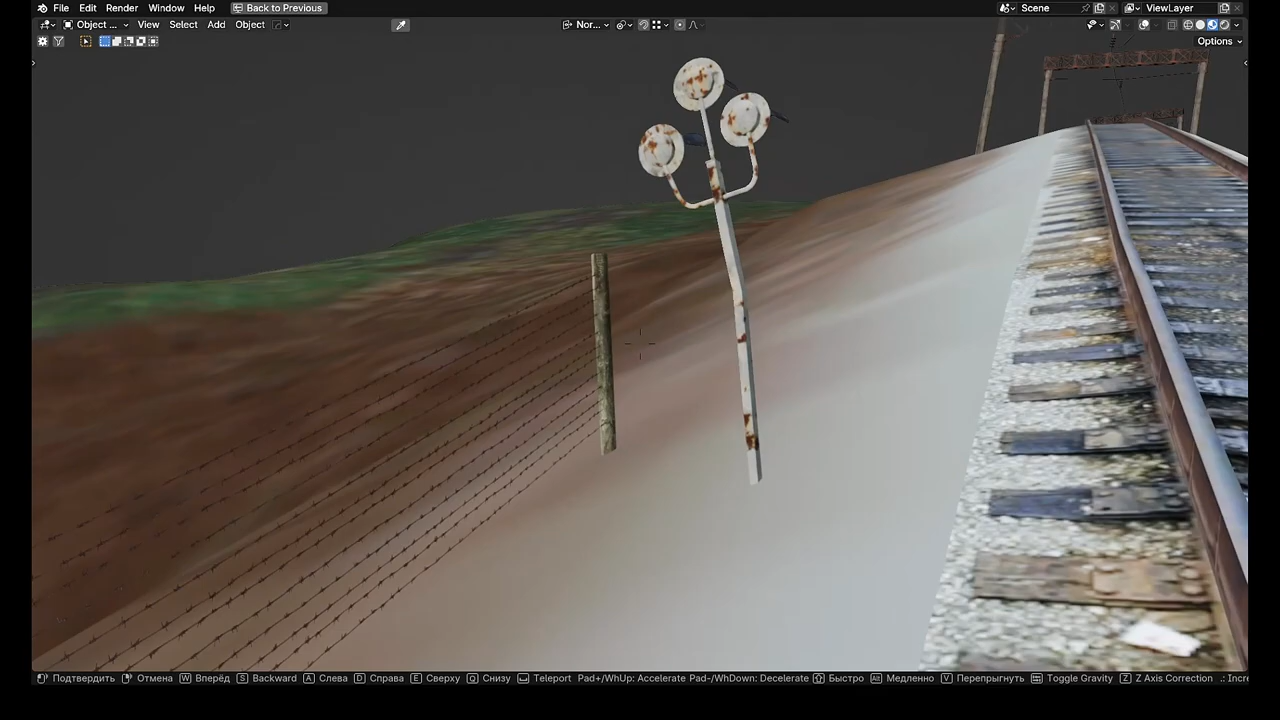 File Edit Render Window Help Back to Previous Scene ViewLayer
Object ... View Select Add Object Nor...
Options
Подтвердить Отмена W Вперёд S Backward A Слева D Справа E Сверху Q Снизу Teleport Pad+/WhUp: Accelerate Pad-/WhDown: Decelerate Быстро Alt Медленно V Перепрыгнуть Toggle Gravity Z Z Axis Correction .: Incre